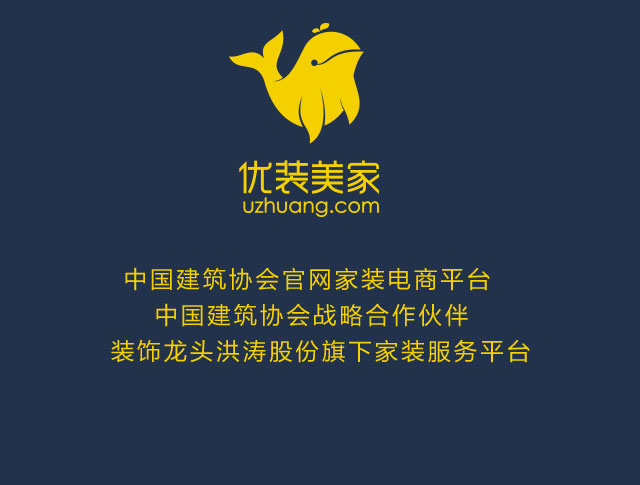 优装美家
uzhuang.com
中国建筑协会官网家装电商平台
中国建筑协会战略合作伙伴
装饰龙头洪涛股份旗下家装服务平台